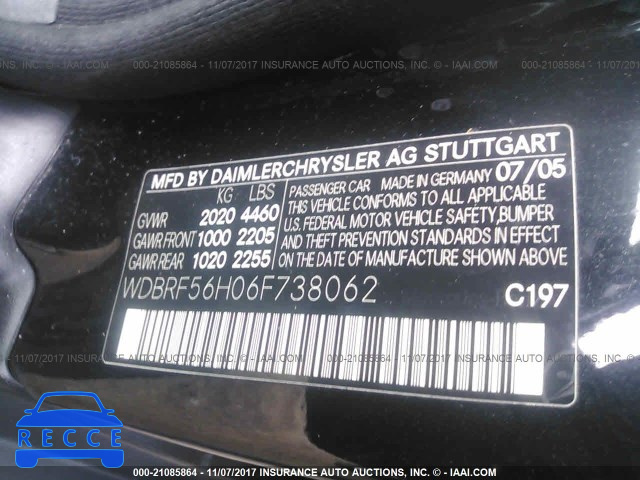 000-21085864 - 11/07/2017 INSURANCE AUTO AUCTIONS, INC. © - IAAI.COM
MFD BY DAIMLERCHRYSLER AG STUTTGART
KG LBS
GVWR 2020 4460
GAWR FRONT 1000 2205
GAWR REAR 1020 2255
PASSENGER CAR MADE IN GERMANY 07/05
THIS VEHICLE CONFORMS TO ALL APPLICABLE
U.S. FEDERAL MOTOR VEHICLE SAFETY, BUMPER
AND THEFT PREVENTION STANDARDS IN EFFECT
ON THE DATE OF MANUFACTURE SHOWN ABOVE.
WDBRF56H06F738062
C197
RECCE
000-21085864 - 11/07/2017 INSURANCE AUTO AUCTIONS, INC. © - IAAI.COM